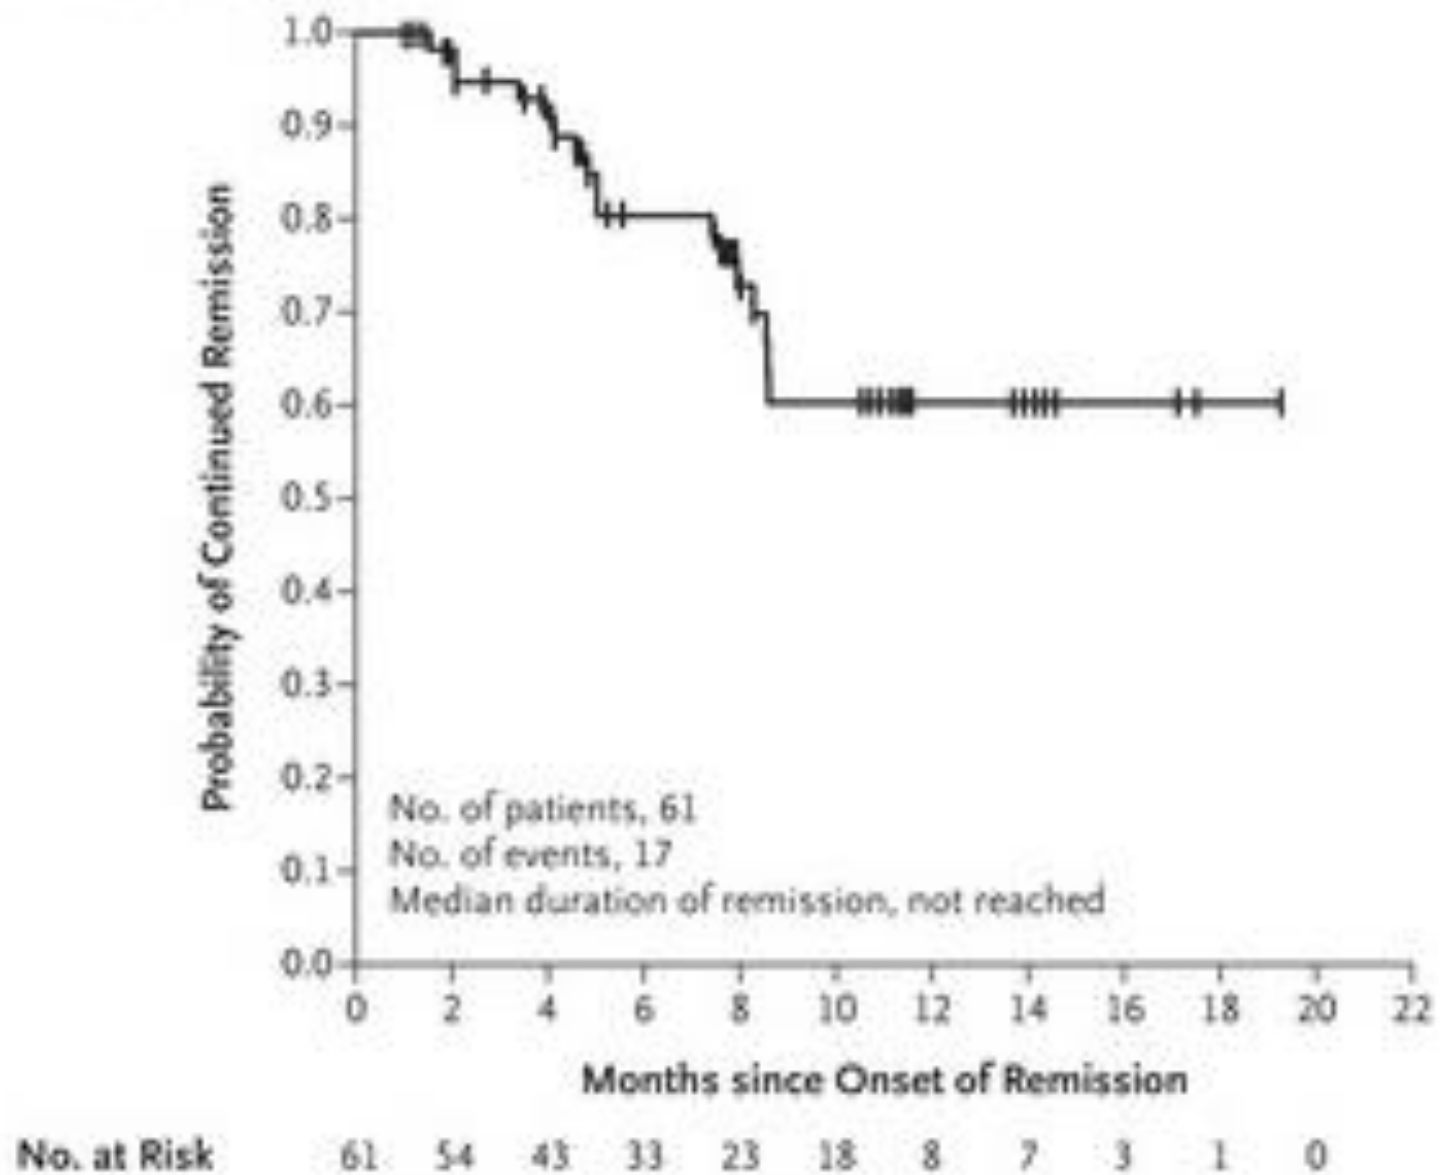 1.0
0.9
0.8
0.7
0.6
0.5
0.4
0.3
0.2
0.1
0.0
Probability of Continued Remission
No. of patients, 61
No. of events, 17
Median duration of remission, not reached
0 2 4 6 8 10 12 14 16 18 20 22
Months since Onset of Remission
No. at Risk 61 54 43 33 23 18 8 7 3 1 0